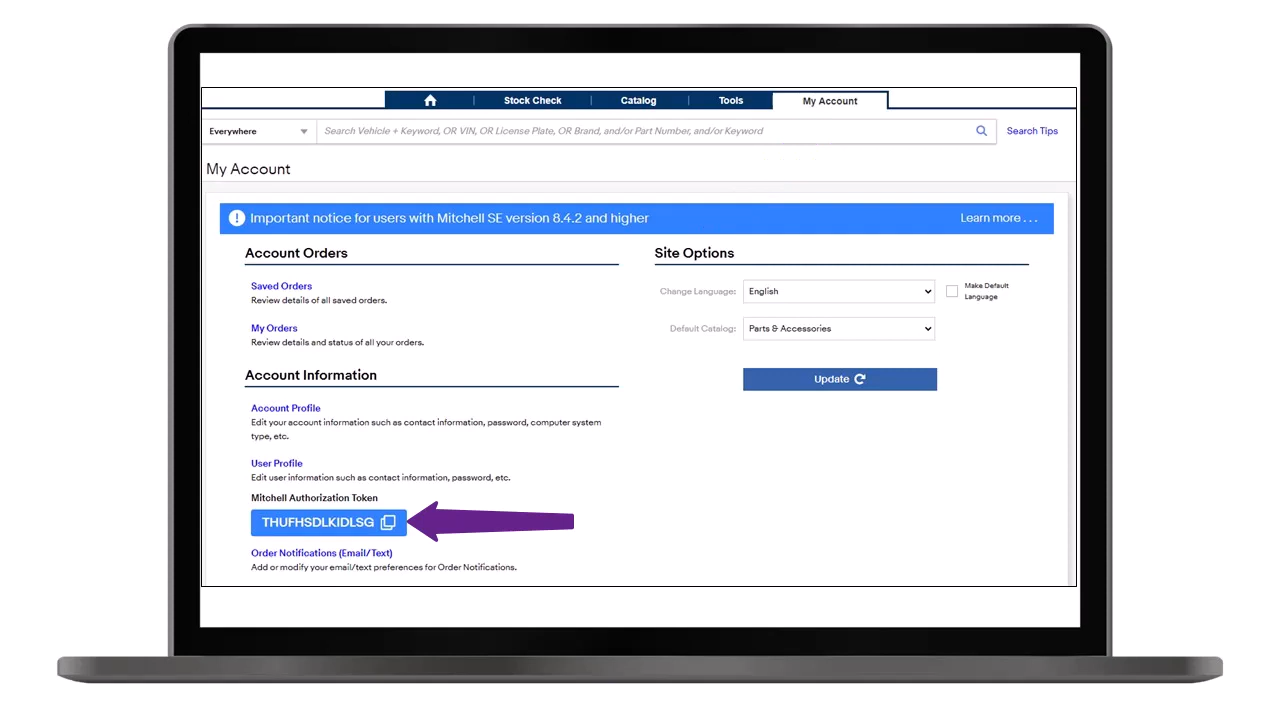 Stock Check
Catalog
Tools
My Account
Everywhere
Search Vehicle + Keyword, OR VIN, OR License Plate, OR Brand, and/or Part Number, and/or Keyword
Search Tips
My Account
Important notice for users with Mitchell SE version 8.4.2 and higher
Learn more . . .
Account Orders
Saved Orders
Review details of all saved orders.
My Orders
Review details and status of all your orders.
Account Information
Account Profile
Edit your account information such as contact information, password, computer system
type, etc.
User Profile
Edit user information such as contact information, password, etc.
Mitchell Authorization Token
THUFHSDLKIDLSG
Order Notifications (Email/Text)
Add or modify your email/text preferences for Order Notifications.
Site Options
Change Language:
English
Make Default
Language
Default Catalog:
Parts & Accessories
Update